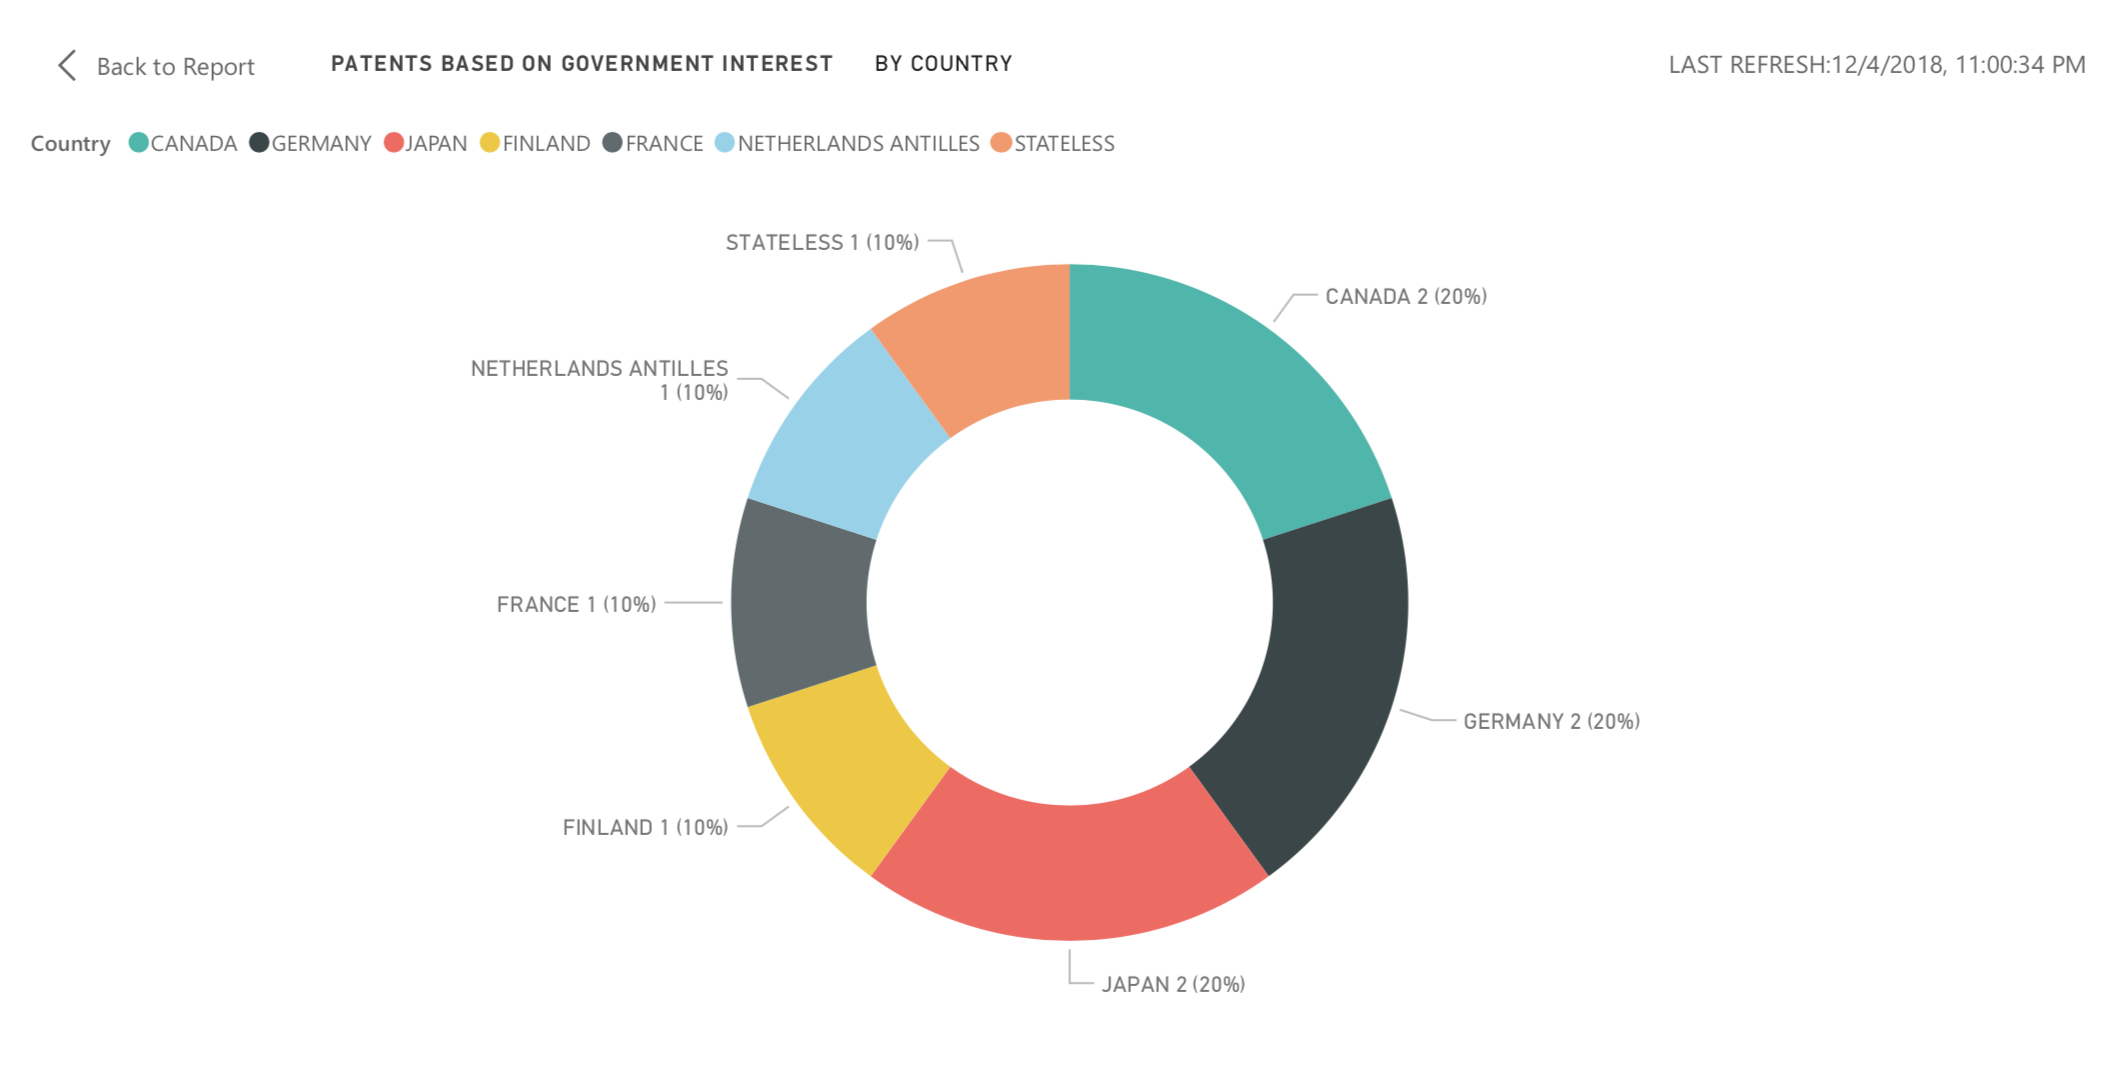 Back to Report
PATENTS BASED ON GOVERNMENT INTEREST BY COUNTRY
LAST REFRESH:12/4/2018, 11:00:34 PM
Country CANADA GERMANY JAPAN FINLAND FRANCE NETHERLANDS ANTILLES STATELESS
STATELESS 1 (10%)
CANADA 2 (20%)
NETHERLANDS ANTILLES
1 (10%)
FRANCE 1 (10%)
GERMANY 2 (20%)
FINLAND 1 (10%)
JAPAN 2 (20%)